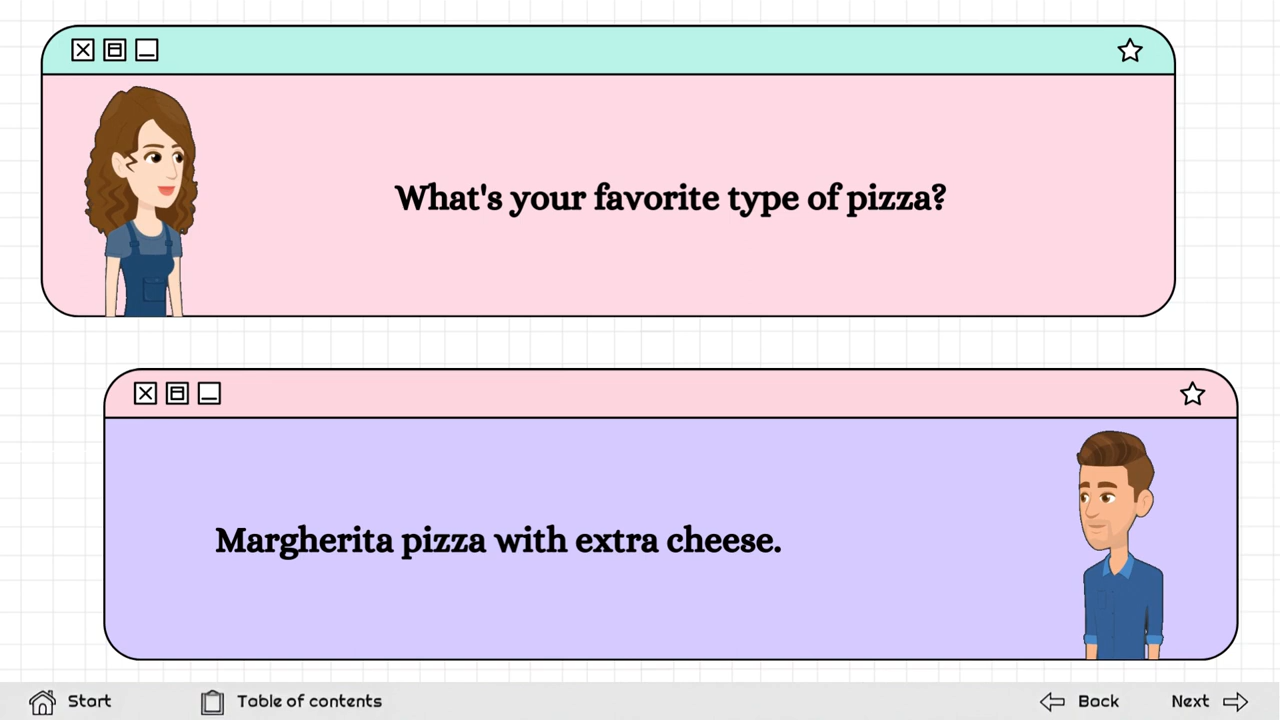 What's your favorite type of pizza?
Margherita pizza with extra cheese.
Start
Table of contents
Back
Next